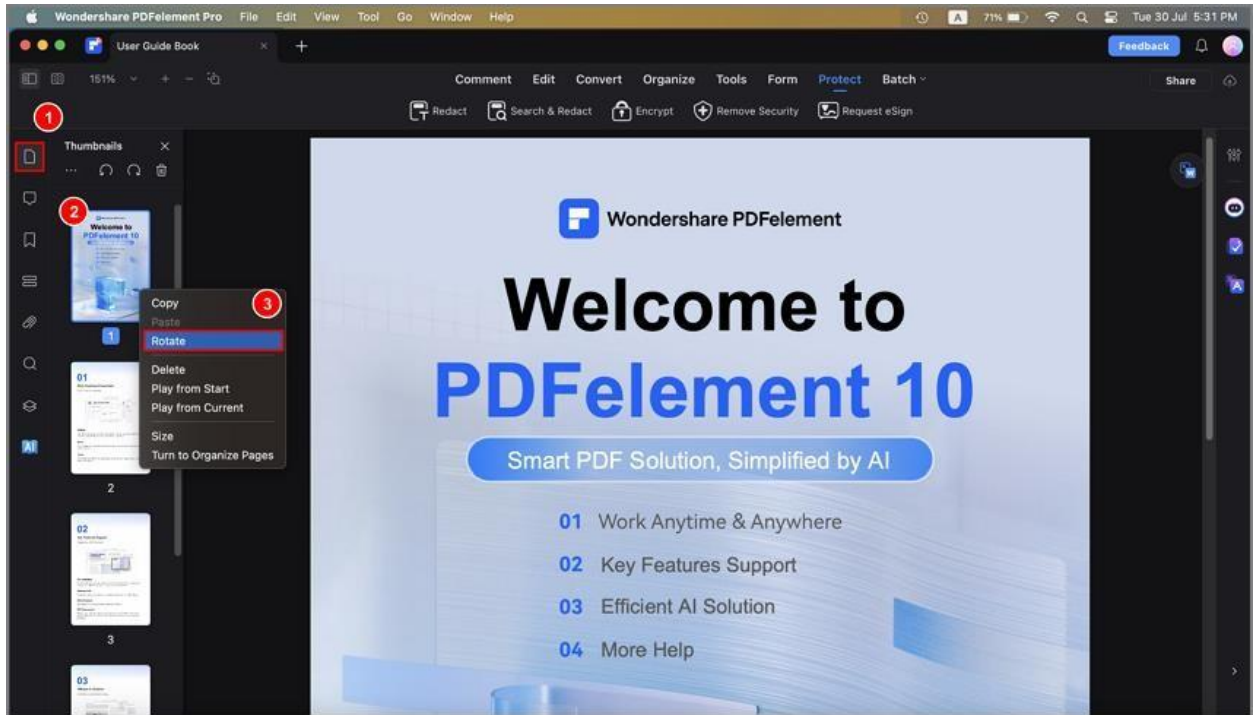 Wondershare PDFelement Pro File Edit View Tool Go Window Help A 71% Tue 30 Jul 5:31 PM
User Guide Book × + Feedback
151% + - Comment Edit Convert Organize Tools Form Protect Batch Share
Redact Search & Redact Encrypt Remove Security Request eSign
1
Thumbnails ×
...
2
Welcome to
PDFelement 10
1
Copy
3
Paste
Rotate
Delete
Play from Start
Play from Current
Size
Turn to Organize Pages
01
2
02
3
03
AI
Wondershare PDFelement
Welcome to
PDFelement 10
Smart PDF Solution, Simplified by AI
01 Work Anytime & Anywhere
02 Key Features Support
03 Efficient AI Solution
04 More Help